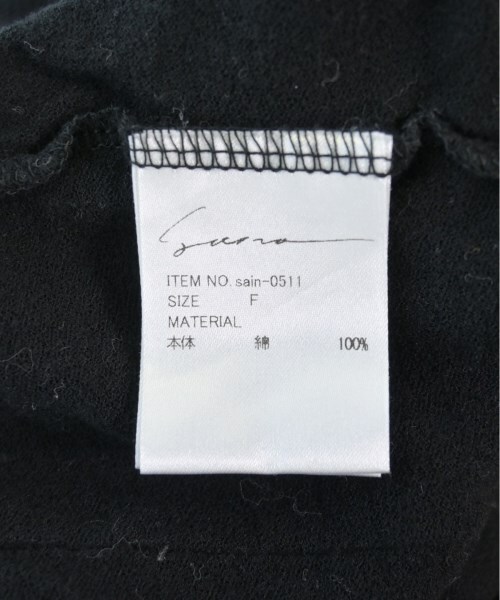 ITEM NO. sain-0511
SIZE F
MATERIAL
本体 綿 100%